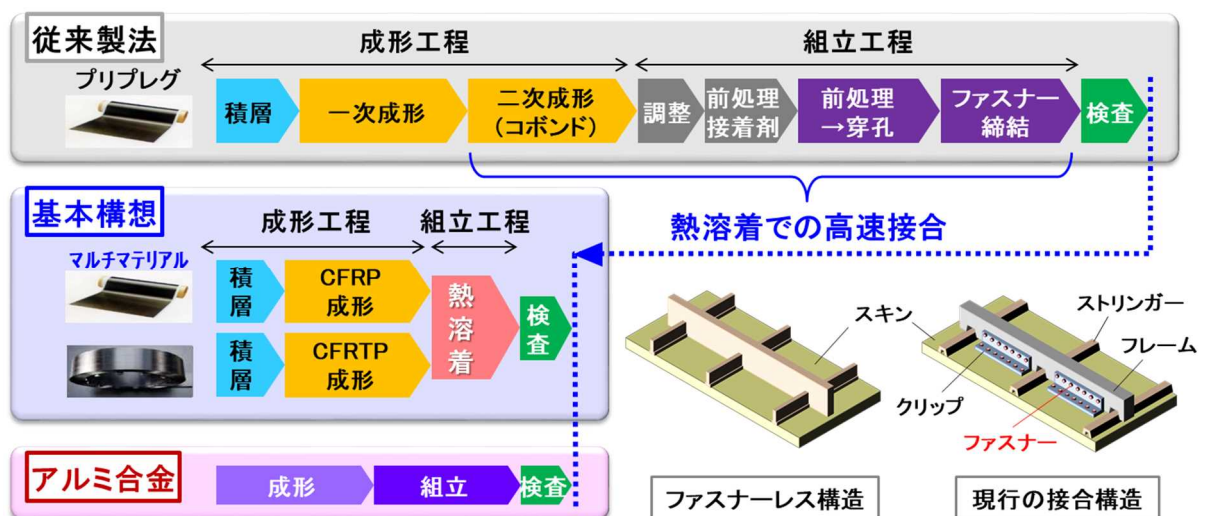 従来製法
成形工程
組立工程
プリプレグ
積層
一次成形
二次成形
(コボンド)
調整
前処理
接着剤
前処理
→穿孔
ファスナー
締結
検査
基本構想
成形工程
組立工程
熱溶着での高速接合
マルチマテリアル
積
層
CFRP
成形
熱
溶
着
検
査
積
層
CFRTP
成形
スキン
ストリンガー
フレーム
クリップ
ファスナー
アルミ合金
成形
組立
検査
ファスナーレス構造
現行の接合構造